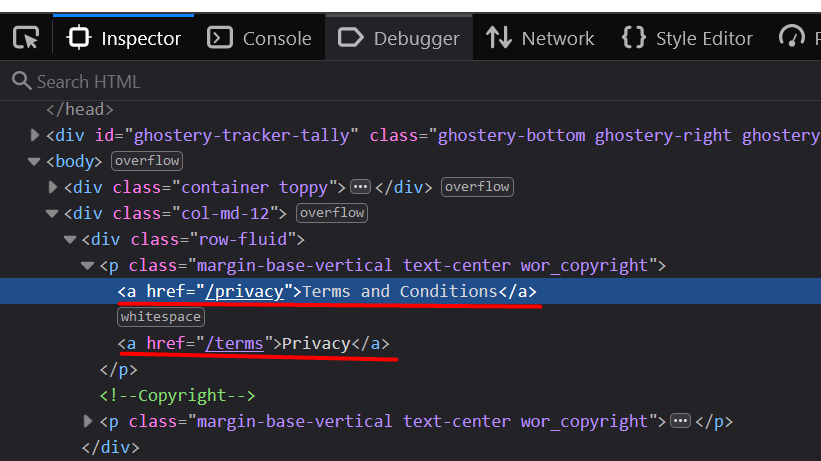 Inspector Console Debugger Network Style Editor P
Search HTML
</head>
<div id="ghostery-tracker-tally" class="ghostery-bottom ghostery-right ghostery
<body> overflow
<div class="container toppy"> ··· </div> overflow
<div class="col-md-12"> overflow
<div class="row-fluid">
<p class="margin-base-vertical text-center wor_copyright">
<a href="/privacy">Terms and Conditions</a>
whitespace
<a href="/terms">Privacy</a>
</p>
<!--Copyright-->
<p class="margin-base-vertical text-center wor_copyright"> ··· </p>
</div>